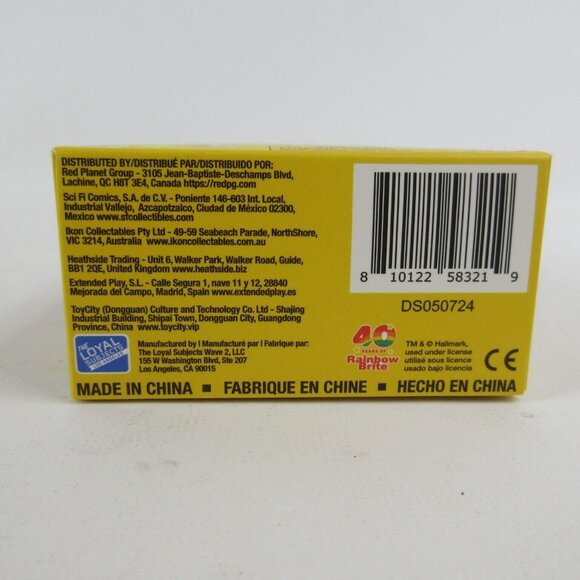 DISTRIBUTED BY/DISTRIBUÉ PAR/DISTRIBUIDO POR:
Red Planet Group - 3105 Jean-Baptiste-Deschamps Blvd,
Lachine, QC H8T 3E4, Canada https://redpg.com
Sci Fi Comics, S.A. de C.V. - Poniente 146-603 Int. Local,
Industrial Vallejo, Azcapotzalco, Ciudad de México 02300,
Mexico www.sfcollectibles.com
Ikon Collectables Pty Ltd - 49-59 Seabeach Parade, NorthShore,
VIC 3214, Australia www.ikoncollectables.com.au
Heathside Trading - Unit 6, Walker Park, Walker Road, Guide,
BB1 2QE, United Kingdom www.heathside.biz
Extended Play, S.L. - Calle Segura 1, nave 11 y 12, 28840
Mejorada del Campo, Madrid, Spain www.extendedplay.es
ToyCity (Dongguan) Culture and Technology Co. Ltd - Shajing
Industrial Building, Shipai Town, Dongguan City, Guangdong
Province, China www.toycity.vip
8 10122 58321 9
DS050724
THE
LOYAL
SUBJECTS
LOS ANGELES
Manufactured by I Manufacturé par I Fabricado par:
The Loyal Subjects Wave 2, LLC
155 W Washington Blvd, Ste 207
Los Angeles, CA 90015
40
YEARS OF
Rainbow
Brite
TM & © Hallmark,
used under license
utilisé sous licence
usado bajo licencia
CE
MADE IN CHINA ■ FABRIQUE EN CHINE ■ HECHO EN CHINA